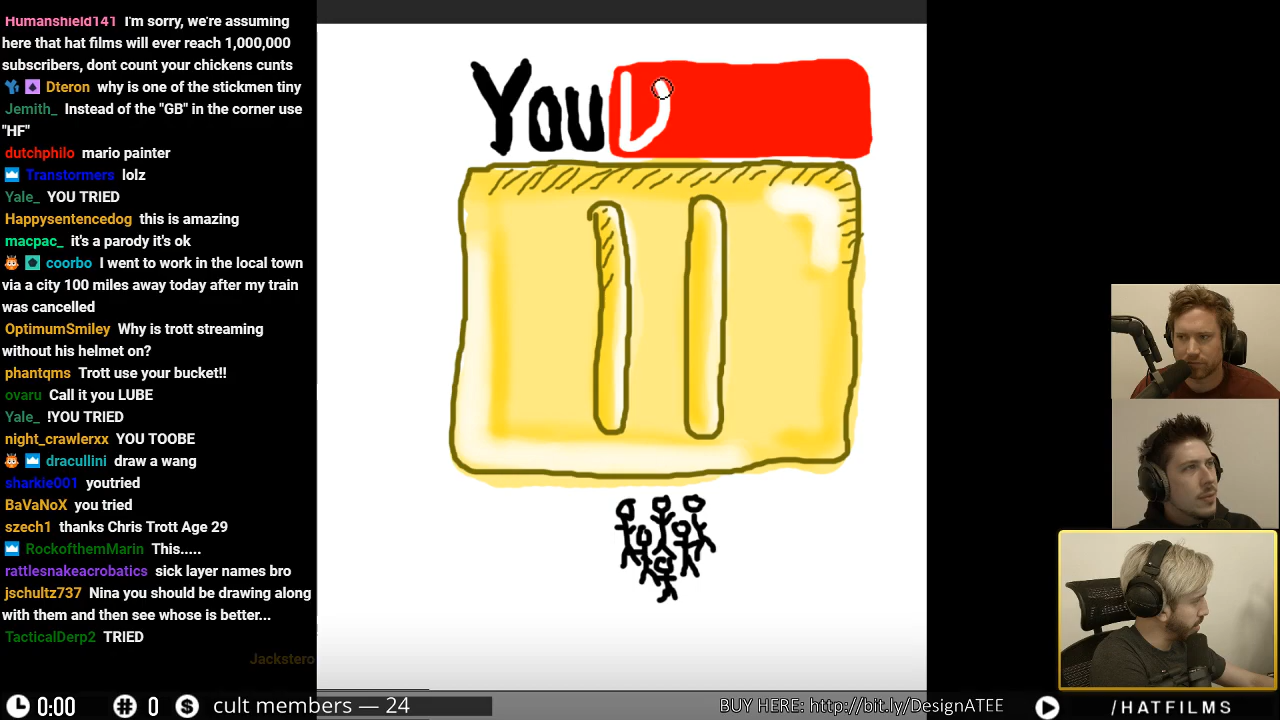 Humanshield141 I'm sorry, we're assuming
here that hat films will ever reach 1,000,000
subscribers, dont count your chickens cunts
Dteron why is one of the stickmen tiny
Jemith_ Instead of the "GB" in the corner use
"HF"
dutchphilo mario painter
Transtormers lolz
Yale_ YOU TRIED
Happysentencedog this is amazing
macpac_ it's a parody it's ok
coorbo I went to work in the local town
via a city 100 miles away today after my train
was cancelled
OptimumSmiley Why is trott streaming
without his helmet on?
phantqms Trott use your bucket!!
ovaru Call it you LUBE
Yale_ !YOU TRIED
night_crawlerxx YOU TOOBE
dracullini draw a wang
sharkie001 youtried
BaVaNoX you tried
szech1 thanks Chris Trott Age 29
RockofthemMarin This.....
rattlesnakeacrobatics sick layer names bro
jschultz737 Nina you should be drawing along
with them and then see whose is better...
TacticalDerp2 TRIED
Jackstero
You
0:00 # 0 $ cult members — 24
BUY HERE: http://bit.ly/DesignATEE
/HATFILMS